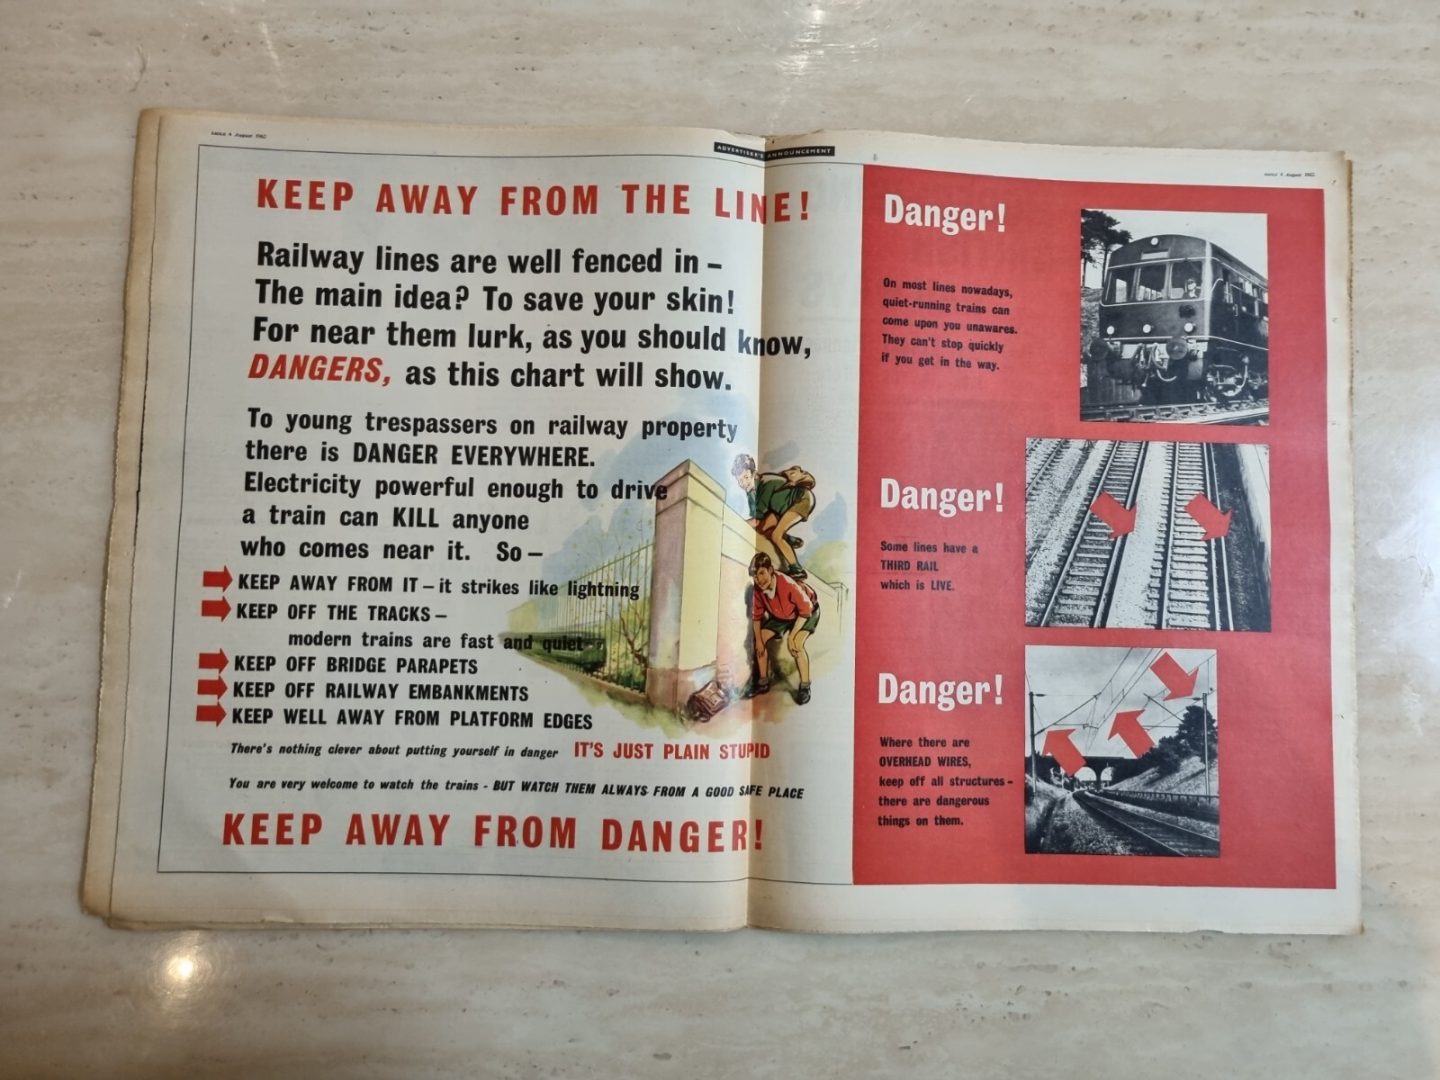 4 August 1962
ADVERTISER'S ANNOUNCEMENT
4 August 1962
KEEP AWAY FROM THE LINE!
Railway lines are well fenced in –
The main idea? To save your skin!
For near them lurk, as you should know,
DANGERS, as this chart will show.
To young trespassers on railway property
there is DANGER EVERYWHERE.
Electricity powerful enough to drive
a train can KILL anyone
who comes near it. So –
KEEP AWAY FROM IT – it strikes like lightning
KEEP OFF THE TRACKS –
modern trains are fast and quiet
KEEP OFF BRIDGE PARAPETS
KEEP OFF RAILWAY EMBANKMENTS
KEEP WELL AWAY FROM PLATFORM EDGES
There's nothing clever about putting yourself in danger IT'S JUST PLAIN STUPID
You are very welcome to watch the trains - BUT WATCH THEM ALWAYS FROM A GOOD SAFE PLACE
KEEP AWAY FROM DANGER!
Danger!
On most lines nowadays,
quiet-running trains can
come upon you unawares.
They can't stop quickly
if you get in the way.
Danger!
Some lines have a
THIRD RAIL
which is LIVE.
Danger!
Where there are
OVERHEAD WIRES,
keep off all structures –
there are dangerous
things on them.